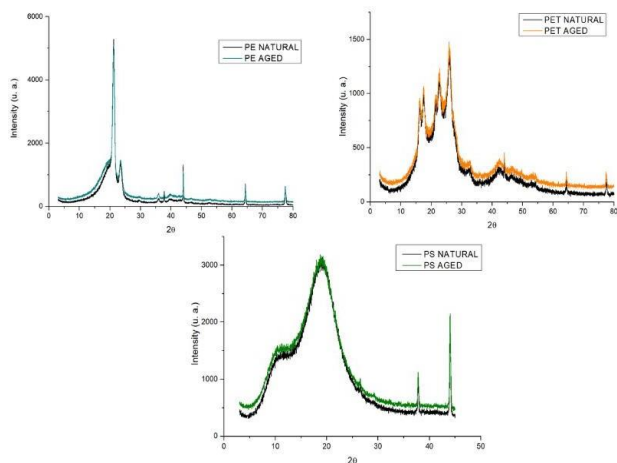 PE NATURAL
PE AGED
Intensity (u. a.)
6000
4000
2000
0
0 10 20 30 40 50 60 70 80
2θ
PET NATURAL
PET AGED
Intensity (u. a.)
1500
1000
500
0
0 10 20 30 40 50 60 70 80
2θ
PS NATURAL
PS AGED
Intensity (u. a.)
3000
2000
1000
0
0 10 20 30 40 50
2θ